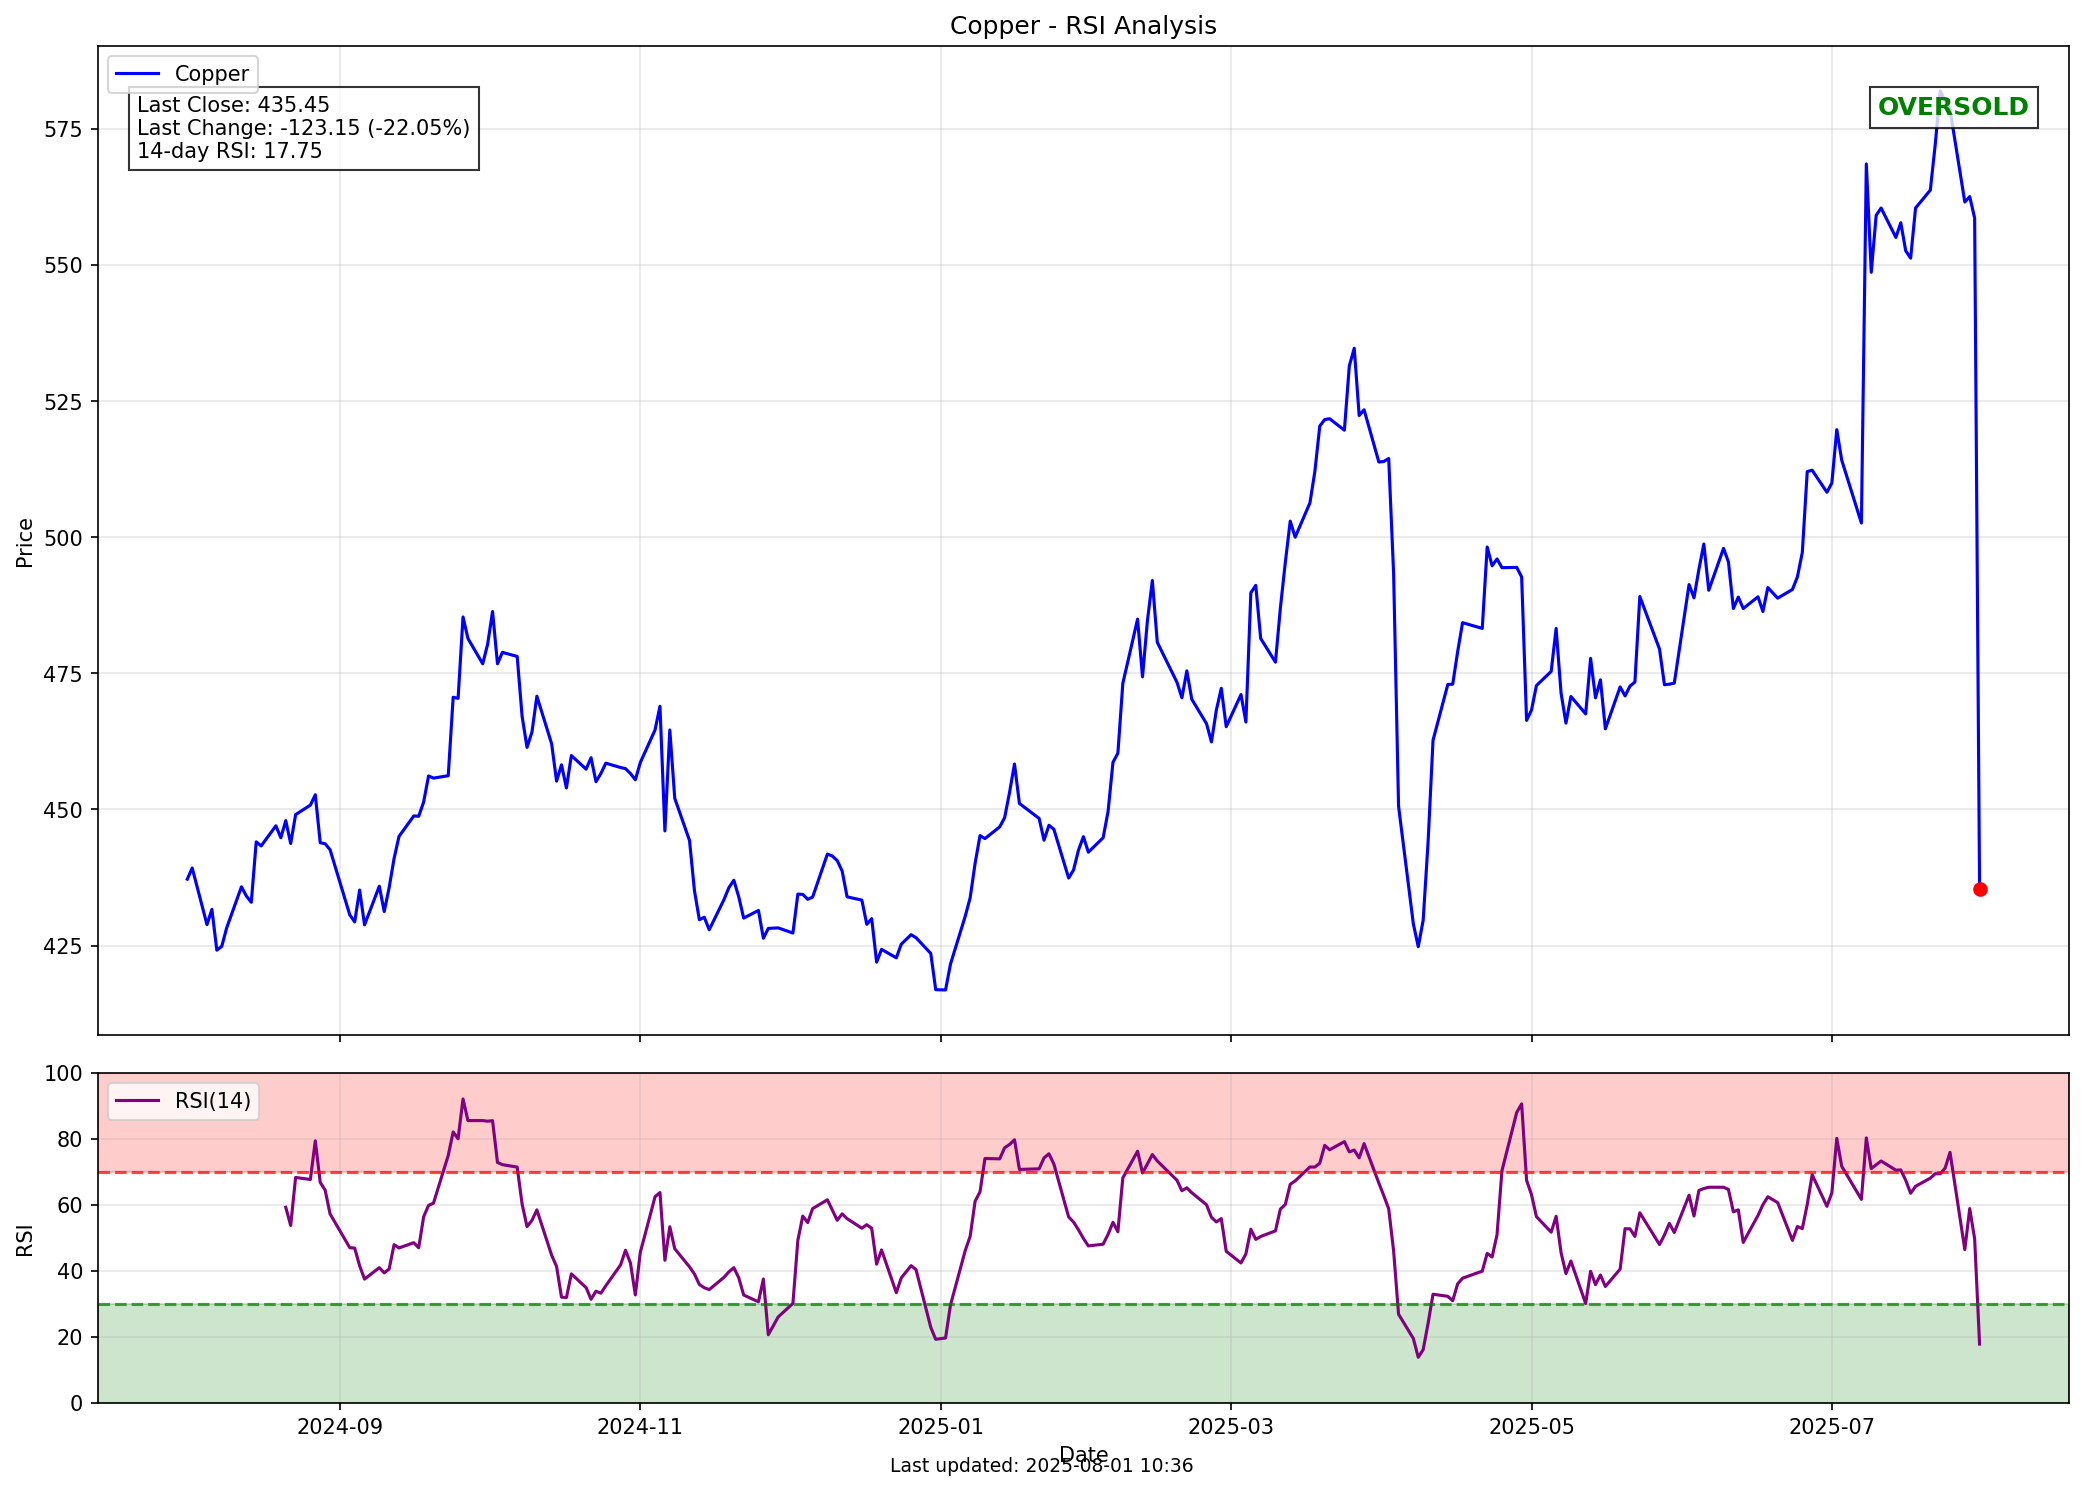 Copper - RSI Analysis
Copper
Last Close: 435.45
Last Change: -123.15 (-22.05%)
14-day RSI: 17.75
OVERSOLD
575
550
525
500
475
450
425
Price
RSI(14)
100
80
60
40
20
0
RSI
2024-09
2024-11
2025-01
2025-03
2025-05
2025-07
Date
Last updated: 2025-08-01 10:36